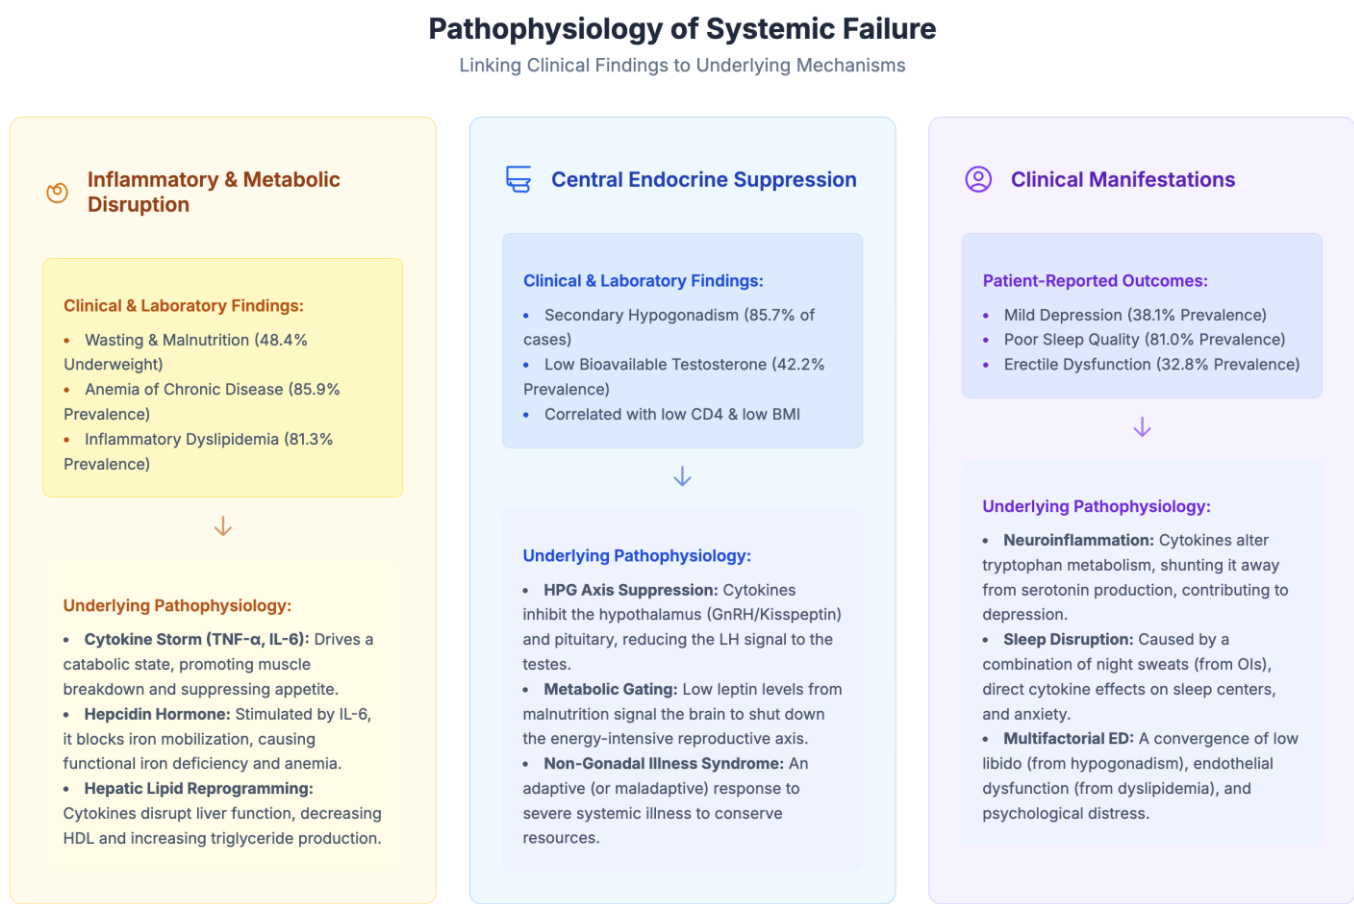 Pathophysiology of Systemic Failure
Linking Clinical Findings to Underlying Mechanisms
Inflammatory & Metabolic
Disruption
Clinical & Laboratory Findings:
• Wasting & Malnutrition (48.4%
Underweight)
• Anemia of Chronic Disease (85.9%
Prevalence)
• Inflammatory Dyslipidemia (81.3%
Prevalence)
Underlying Pathophysiology:
• Cytokine Storm (TNF-α, IL-6): Drives a
catabolic state, promoting muscle
breakdown and suppressing appetite.
• Hepcidin Hormone: Stimulated by IL-6,
it blocks iron mobilization, causing
functional iron deficiency and anemia.
• Hepatic Lipid Reprogramming:
Cytokines disrupt liver function, decreasing
HDL and increasing triglyceride production.
Central Endocrine Suppression
Clinical & Laboratory Findings:
• Secondary Hypogonadism (85.7% of
cases)
• Low Bioavailable Testosterone (42.2%
Prevalence)
• Correlated with low CD4 & low BMI
Underlying Pathophysiology:
• HPG Axis Suppression: Cytokines
inhibit the hypothalamus (GnRH/Kisspeptin)
and pituitary, reducing the LH signal to the
testes.
• Metabolic Gating: Low leptin levels from
malnutrition signal the brain to shut down
the energy-intensive reproductive axis.
• Non-Gonadal Illness Syndrome: An
adaptive (or maladaptive) response to
severe systemic illness to conserve
resources.
Clinical Manifestations
Patient-Reported Outcomes:
• Mild Depression (38.1% Prevalence)
• Poor Sleep Quality (81.0% Prevalence)
• Erectile Dysfunction (32.8% Prevalence)
Underlying Pathophysiology:
• Neuroinflammation: Cytokines alter
tryptophan metabolism, shunting it away
from serotonin production, contributing to
depression.
• Sleep Disruption: Caused by a
combination of night sweats (from OIs),
direct cytokine effects on sleep centers,
and anxiety.
• Multifactorial ED: A convergence of low
libido (from hypogonadism), endothelial
dysfunction (from dyslipidemia), and
psychological distress.